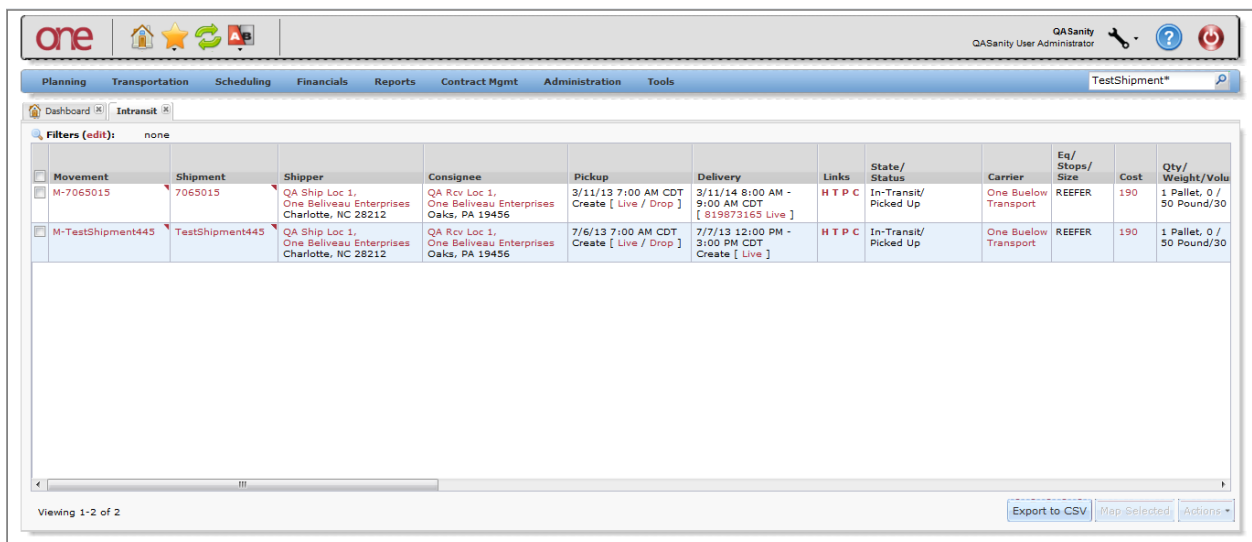 one
AB
QASanity
QASanity User Administrator
?
Planning Transportation Scheduling Financials Reports Contract Mgmt Administration Tools
TestShipment*
Dashboard Intransit
Filters (edit): none
Movement Shipment Shipper Consignee Pickup Delivery Links State/ Status Carrier Eq/ Stops/ Size Cost Qty/ Weight/Volu
M-7065015 7065015 QA Ship Loc 1, QA Rcv Loc 1, 3/11/13 7:00 AM CDT 3/11/14 8:00 AM - H T P C In-Transit/ One Buelow REEFER 190 1 Pallet, 0 /
One Beliveau Enterprises One Beliveau Enterprises Create [ Live / Drop ] 9:00 AM CDT Picked Up Transport 50 Pound/30
Charlotte, NC 28212 Oaks, PA 19456 [ 819873165 Live ]
M-TestShipment445 TestShipment445 QA Ship Loc 1, QA Rcv Loc 1, 7/6/13 7:00 AM CDT 7/7/13 12:00 PM - H T P C In-Transit/ One Buelow REEFER 190 1 Pallet, 0 /
One Beliveau Enterprises One Beliveau Enterprises Create [ Live / Drop ] 3:00 PM CDT Picked Up Transport 50 Pound/30
Charlotte, NC 28212 Oaks, PA 19456 Create [ Live ]
Viewing 1-2 of 2
Export to CSV Map Selected Actions